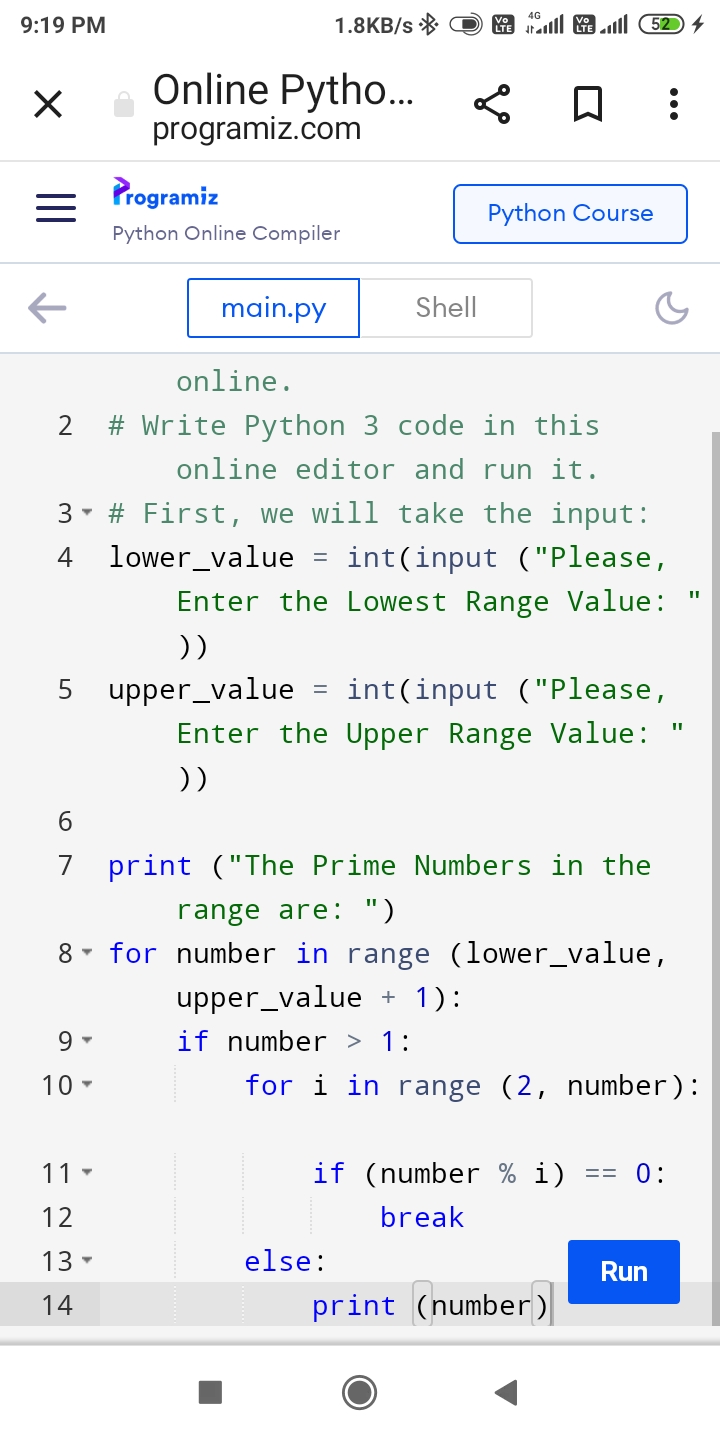 9:19 PM 1.8KB/s Vo LTE 4G Vo LTE 52
Online Pytho...
programiz.com
Programiz
Python Online Compiler
Python Course
main.py Shell
online.
2 # Write Python 3 code in this
online editor and run it.
3 # First, we will take the input:
4 lower_value = int(input ("Please,
Enter the Lowest Range Value: "
))
5 upper_value = int(input ("Please,
Enter the Upper Range Value: "
))
6
7 print ("The Prime Numbers in the
range are: ")
8 for number in range (lower_value,
upper_value + 1):
9 if number > 1:
10 for i in range (2, number):
11 if (number % i) == 0:
12 break
13 else:
Run
14 print (number)